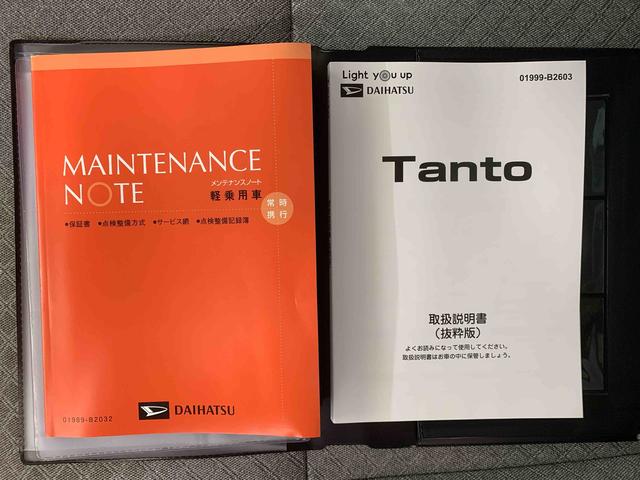 MAINTENANCE
NOTE
メンテナンスノート
軽乗用車
常時
携行
●保証書 ●点検整備方式 ●サービス網 ●点検整備記録簿
DAIHATSU
01989-B2032
Light you up
DAIHATSU
01999-B2603
Tanto
取扱説明書
(抜粋版)
よくお読みになって使用してください。
取扱説明書はお車の中に保管しましょう。